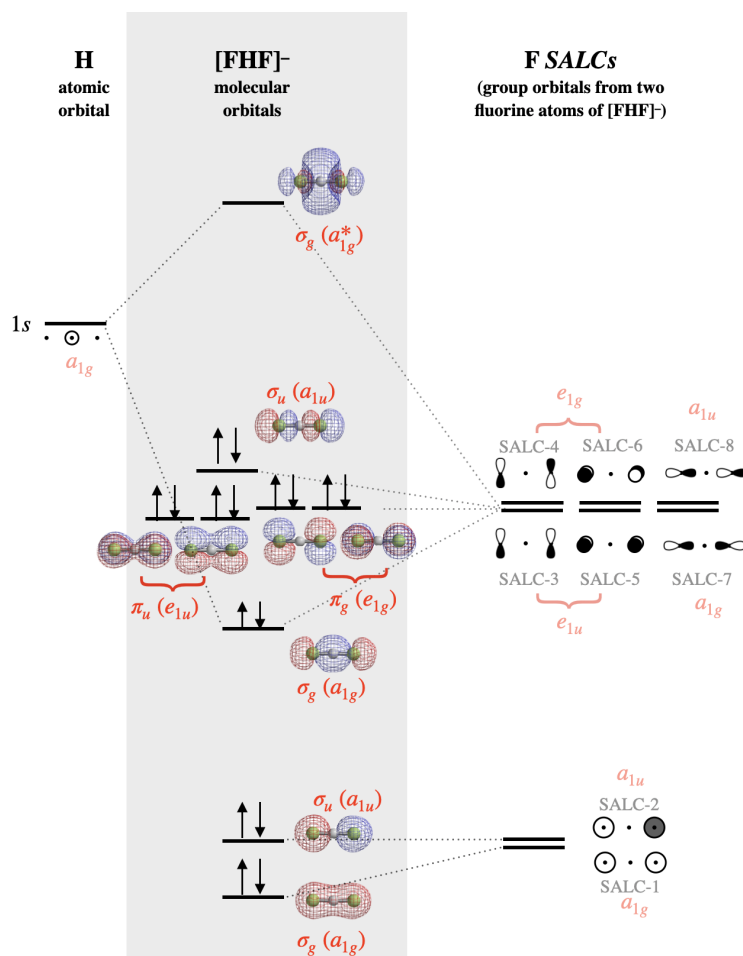 H
atomic
orbital
[FHF]⁻
molecular
orbitals
F SALCs
(group orbitals from two
fluorine atoms of [FHF]⁻)
σg (a*1g)
1s
a1g
σu (a1u)
e1g
a1u
SALC-4 SALC-6 SALC-8
πu (e1u)
πg (e1g)
SALC-3 SALC-5 SALC-7
e1u
a1g
σg (a1g)
σu (a1u)
a1u
SALC-2
SALC-1
a1g
σg (a1g)